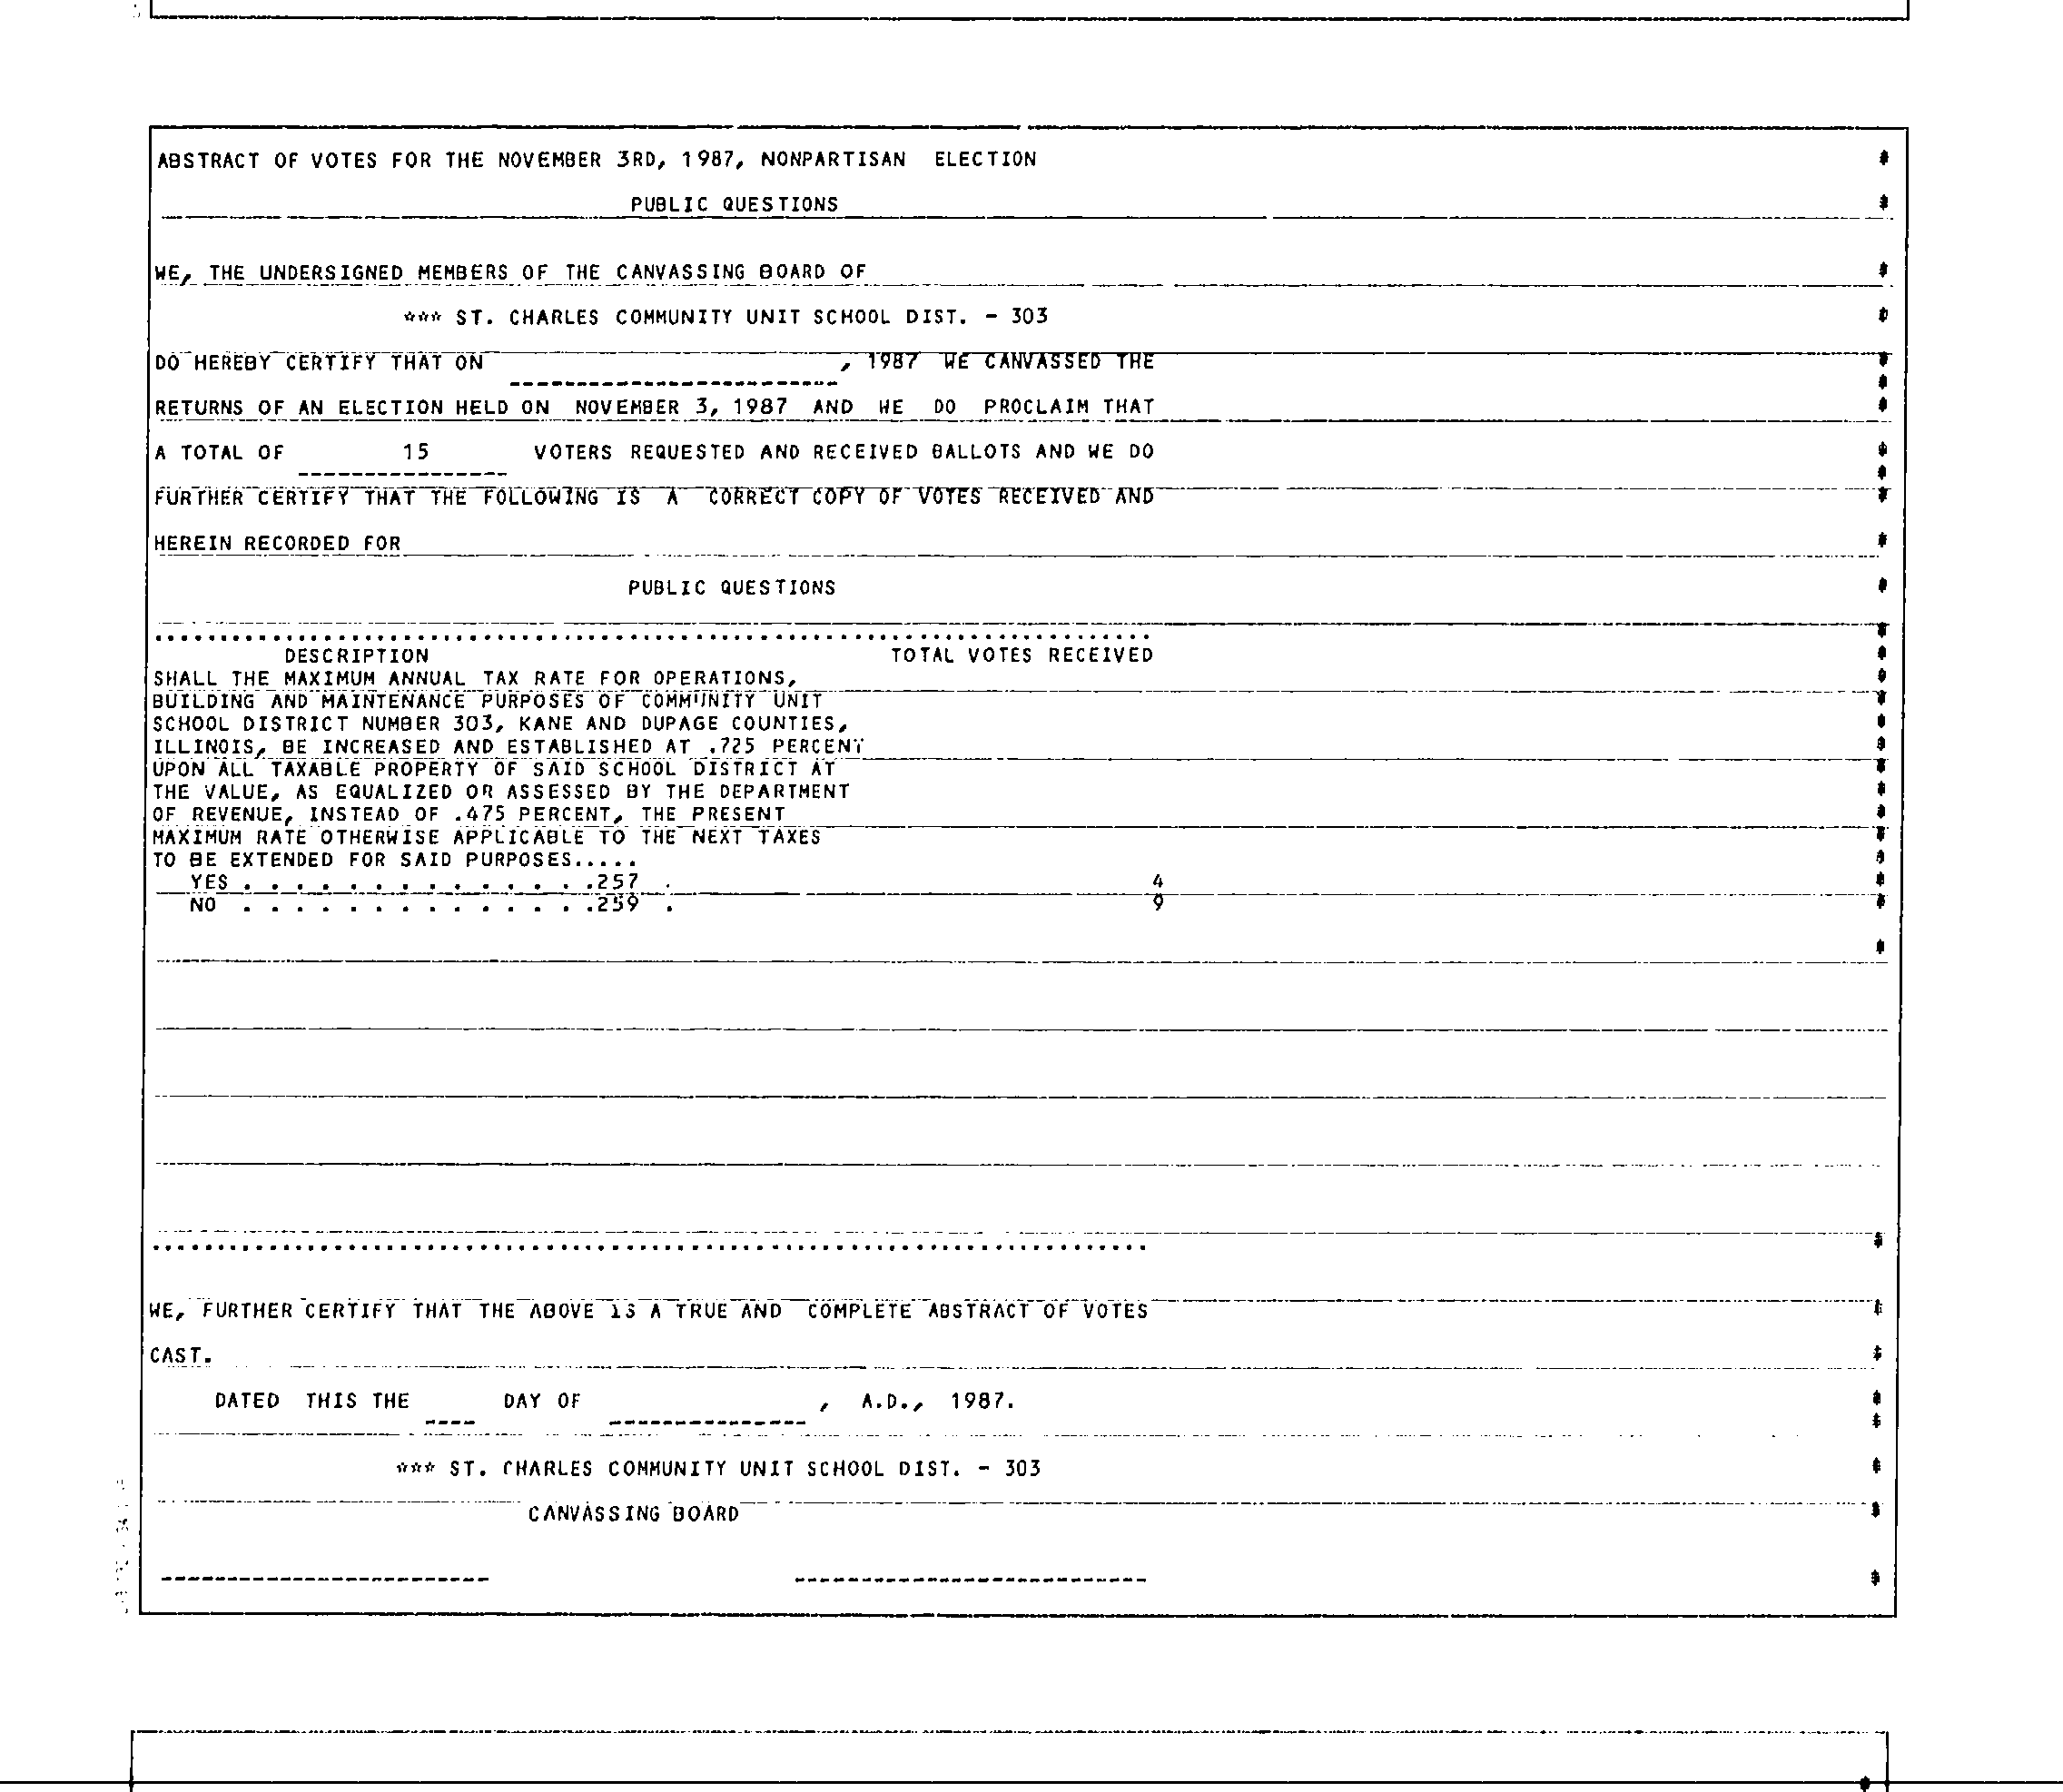 ABSTRACT OF VOTES FOR THE NOVEMBER 3RD, 1987, NONPARTISAN ELECTION
PUBLIC QUESTIONS
WE, THE UNDERSIGNED MEMBERS OF THE CANVASSING BOARD OF
*** ST. CHARLES COMMUNITY UNIT SCHOOL DIST. - 303
DO HEREBY CERTIFY THAT ON , 1987 WE CANVASSED THE
RETURNS OF AN ELECTION HELD ON NOVEMBER 3, 1987 AND WE DO PROCLAIM THAT
A TOTAL OF 15 VOTERS REQUESTED AND RECEIVED BALLOTS AND WE DO
FURTHER CERTIFY THAT THE FOLLOWING IS A CORRECT COPY OF VOTES RECEIVED AND
HEREIN RECORDED FOR
PUBLIC QUESTIONS
DESCRIPTION TOTAL VOTES RECEIVED
SHALL THE MAXIMUM ANNUAL TAX RATE FOR OPERATIONS,
BUILDING AND MAINTENANCE PURPOSES OF COMMUNITY UNIT
SCHOOL DISTRICT NUMBER 303, KANE AND DUPAGE COUNTIES,
ILLINOIS, BE INCREASED AND ESTABLISHED AT .725 PERCENT
UPON ALL TAXABLE PROPERTY OF SAID SCHOOL DISTRICT AT
THE VALUE, AS EQUALIZED OR ASSESSED BY THE DEPARTMENT
OF REVENUE, INSTEAD OF .475 PERCENT, THE PRESENT
MAXIMUM RATE OTHERWISE APPLICABLE TO THE NEXT TAXES
TO BE EXTENDED FOR SAID PURPOSES.....
YES . . . . . . . . . . . . . .257 . 4
NO . . . . . . . . . . . . . .259 . 9
WE, FURTHER CERTIFY THAT THE ABOVE IS A TRUE AND COMPLETE ABSTRACT OF VOTES
CAST.
DATED THIS THE ---- DAY OF ---------------, A.D., 1987.
*** ST. CHARLES COMMUNITY UNIT SCHOOL DIST. - 303
CANVASSING BOARD